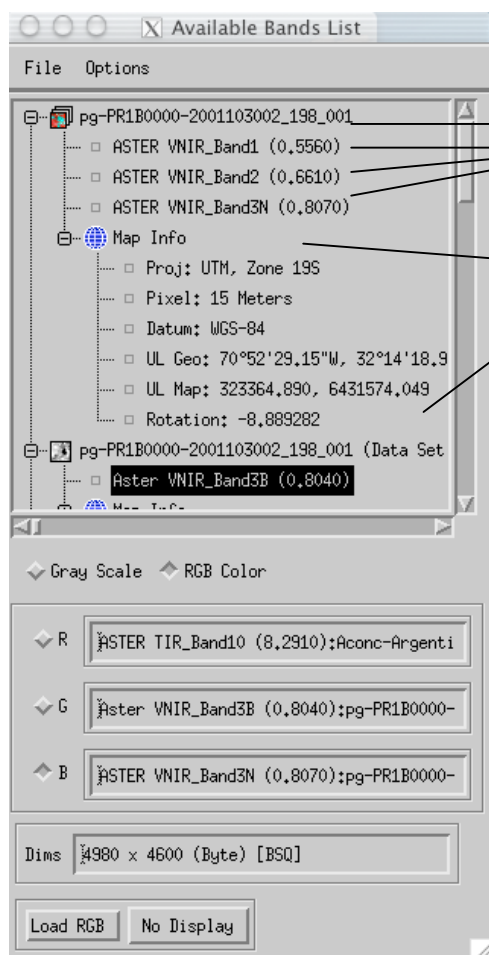 Available Bands List
File Options
pg-PR1B0000-2001103002_198_001
ASTER VNIR_Band1 (0.5560)
ASTER VNIR_Band2 (0.6610)
ASTER VNIR_Band3N (0.8070)
Map Info
Proj: UTM, Zone 19S
Pixel: 15 Meters
Datum: WGS-84
UL Geo: 70°52'29.15"W, 32°14'18.9
UL Map: 323364.890, 6431574.049
Rotation: -8.889282
pg-PR1B0000-2001103002_198_001 (Data Set
Aster VNIR_Band3B (0.8040)
Map Info
Gray Scale RGB Color
R ASTER TIR_Band10 (8.2910):Aconc-Argenti
G Aster VNIR_Band3B (0.8040):pg-PR1B0000-
B ASTER VNIR_Band3N (0.8070):pg-PR1B0000-
Dims 4980 x 4600 (Byte) [BSQ]
Load RGB No Display